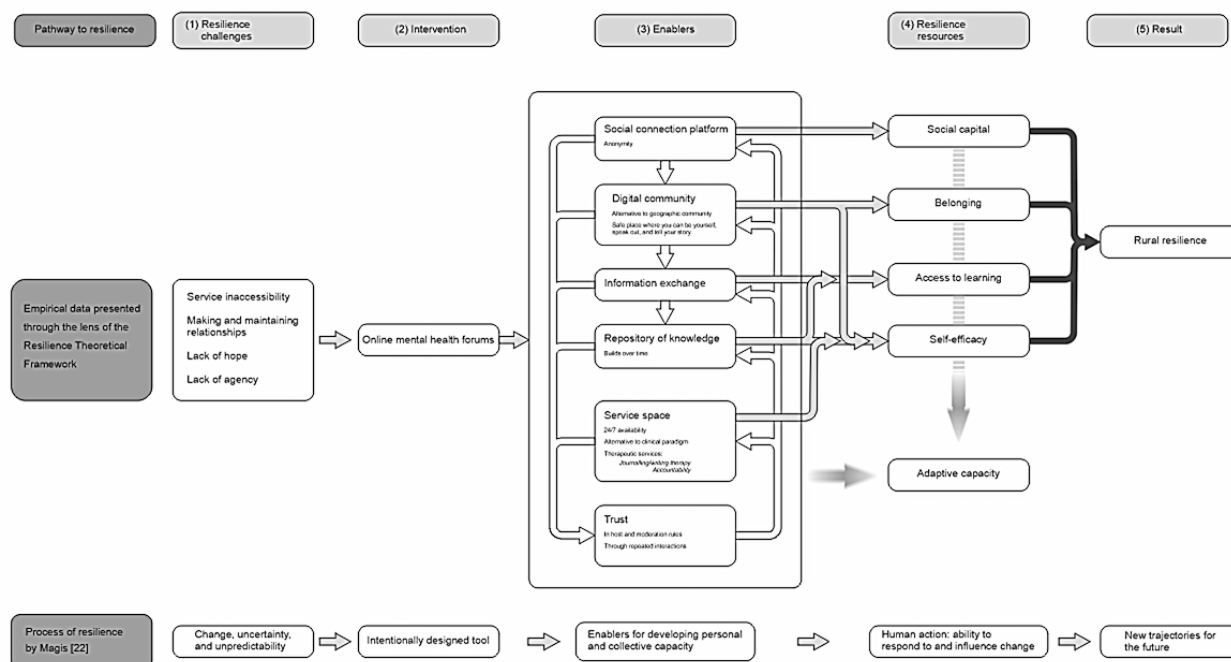 Pathway to resilience
(1) Resilience
challenges
(2) Intervention
(3) Enablers
(4) Resilience
resources
(5) Result
Empirical data presented
through the lens of the
Resilience Theoretical
Framework
Service inaccessibility
Making and maintaining
relationships
Lack of hope
Lack of agency
Online mental health forums
Social connection platform
Anonymity
Digital community
Alternative to geographic community
Safe place where you can be yourself,
speak out, and tell your story
Information exchange
Repository of knowledge
Builds over time
Service space
24/7 availability
Alternative to clinical paradigm
Therapeutic services:
Journaling/writing therapy
Accountability
Trust
In host and moderation rules
Through repeated interactions
Social capital
Belonging
Access to learning
Self-efficacy
Adaptive capacity
Rural resilience
Process of resilience
by Magis [22]
Change, uncertainty,
and unpredictability
Intentionally designed tool
Enablers for developing personal
and collective capacity
Human action: ability to
respond to and influence change
New trajectories for
the future